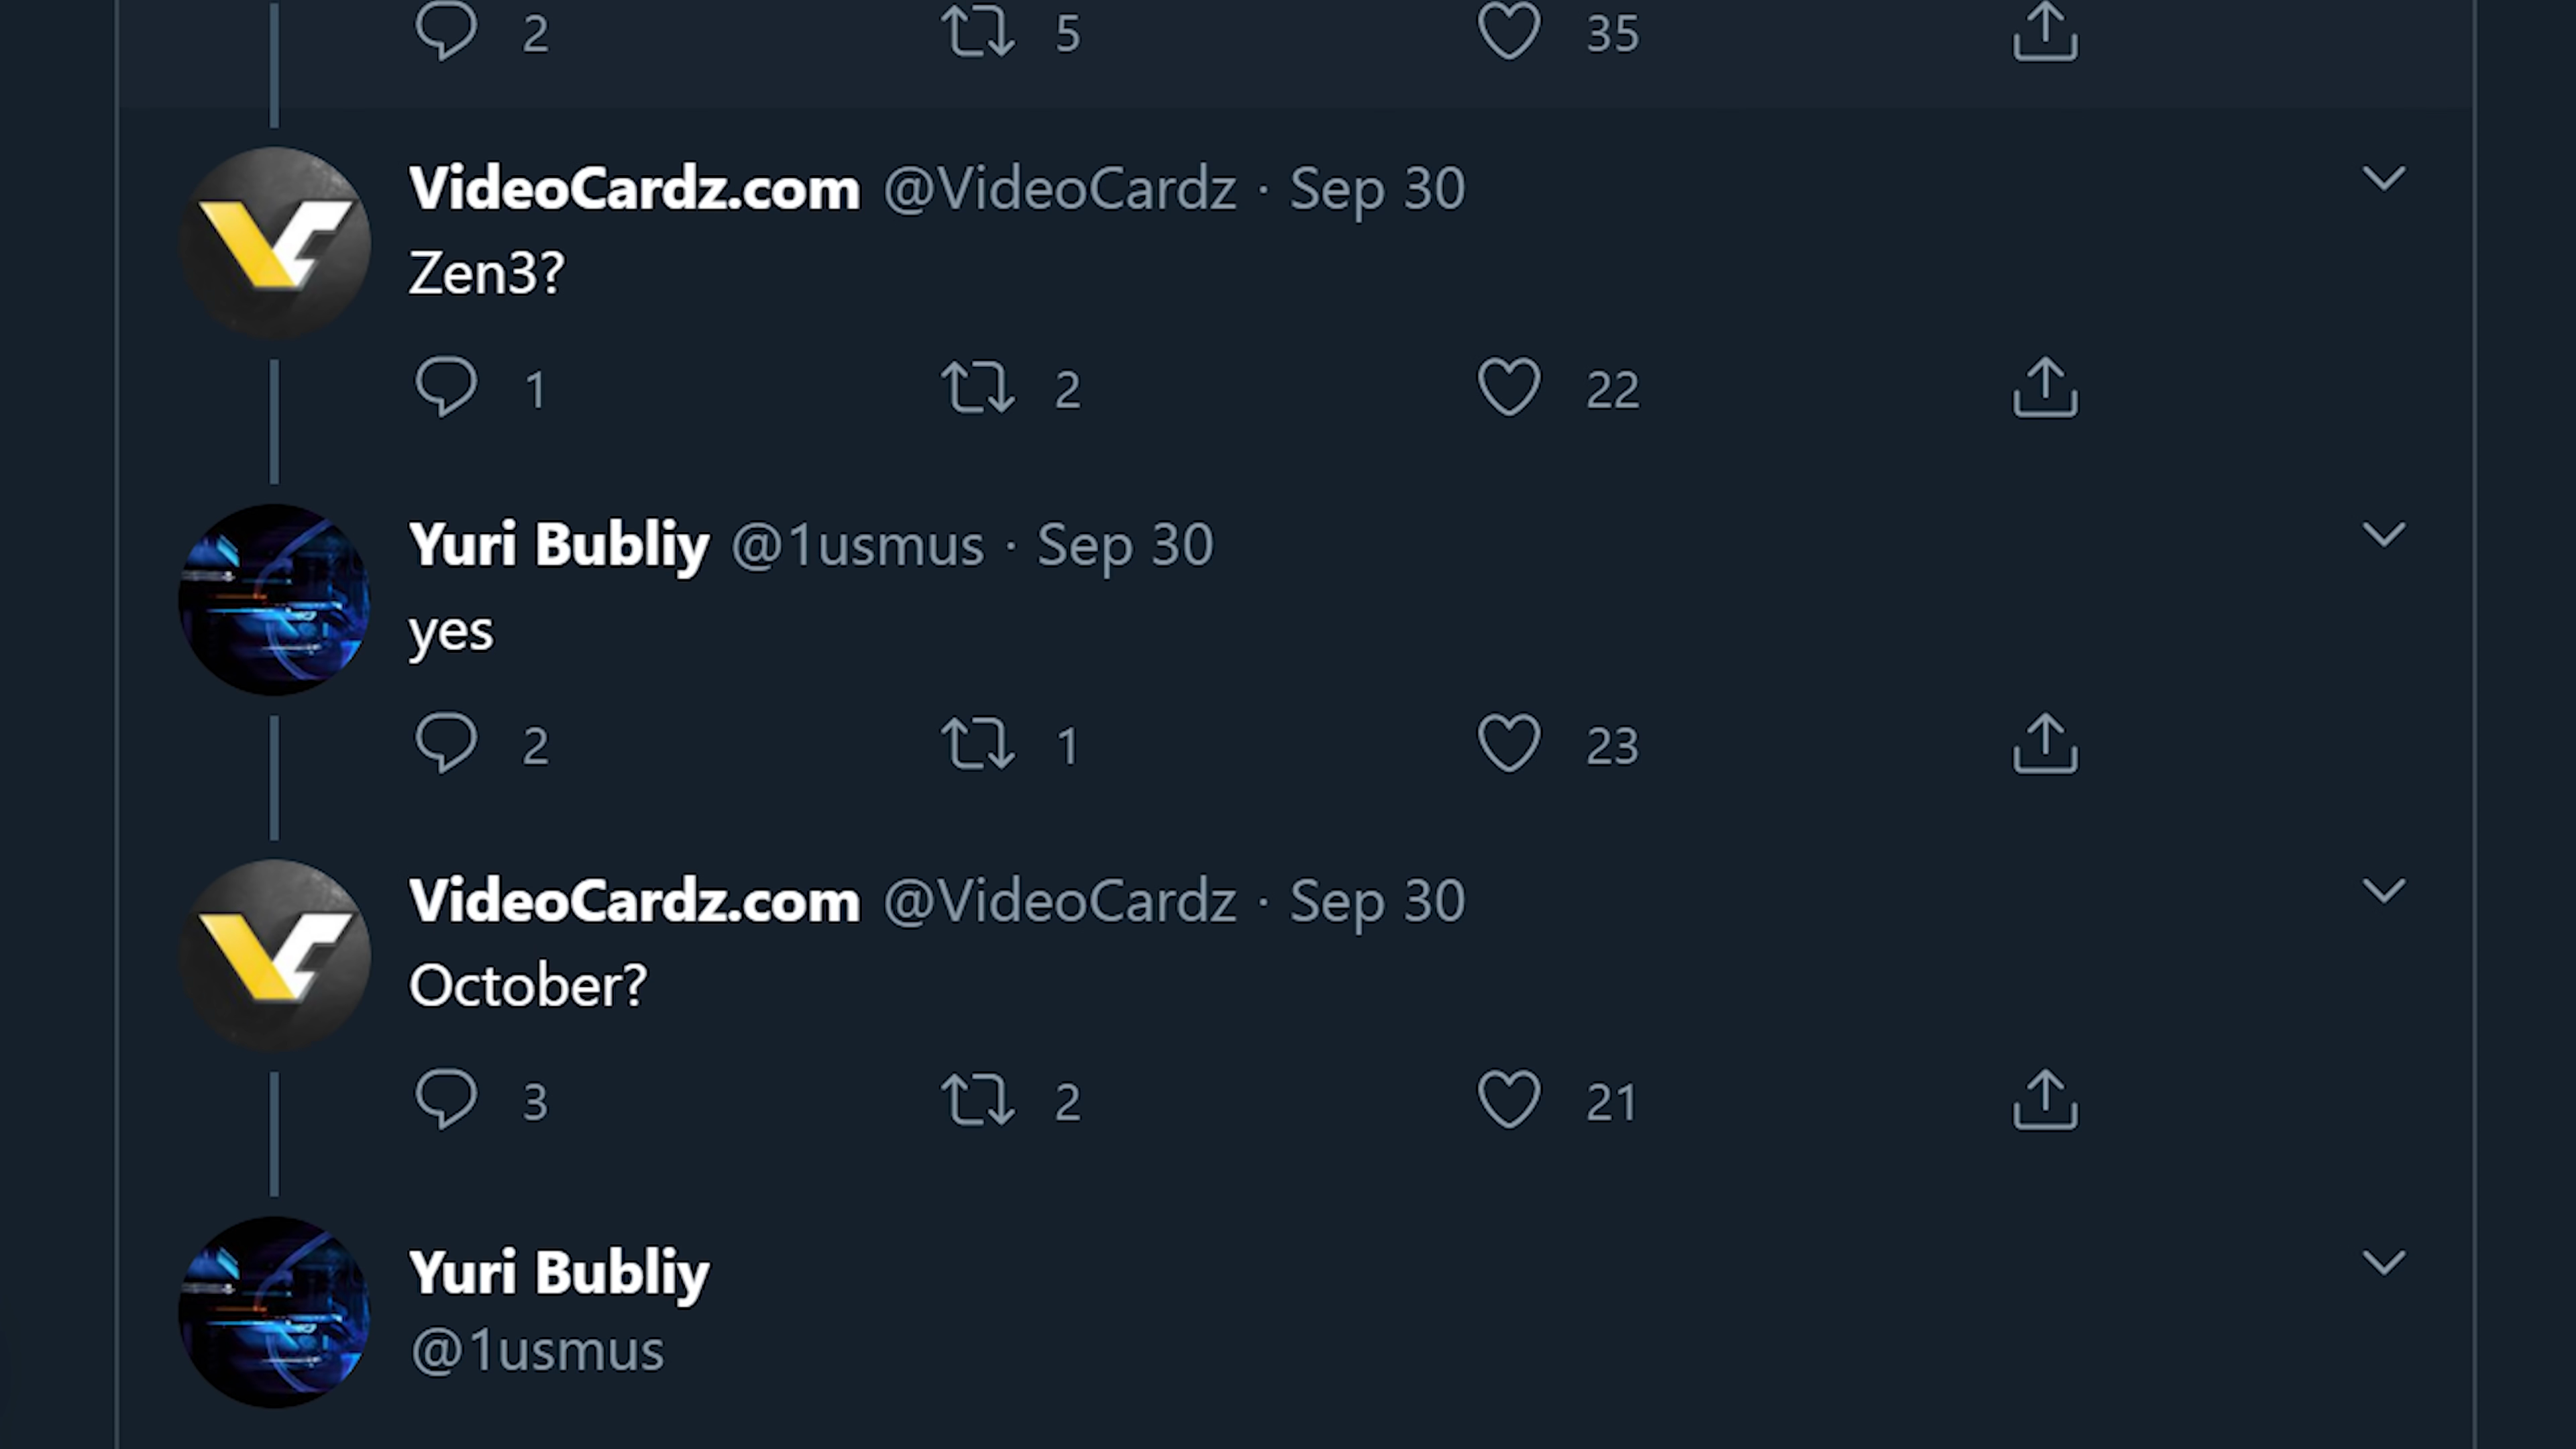 2 5 35
VideoCardz.com @VideoCardz · Sep 30
Zen3?
1 2 22
Yuri Bubliy @1usmus · Sep 30
yes
2 1 23
VideoCardz.com @VideoCardz · Sep 30
October?
3 2 21
Yuri Bubliy
@1usmus